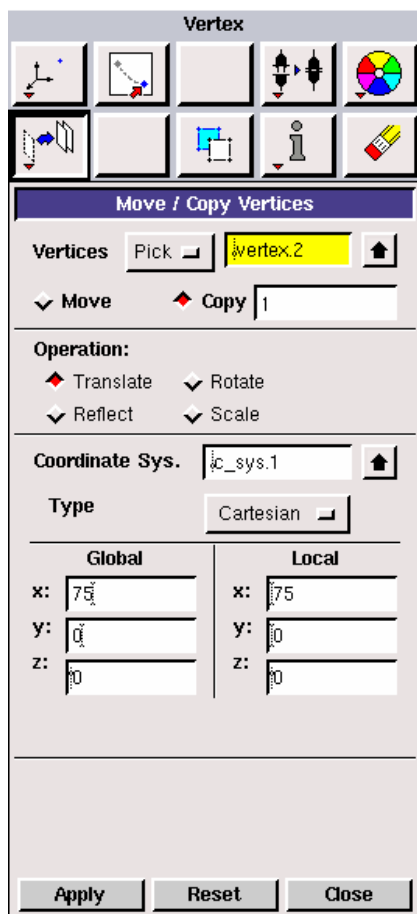 Vertex
Move / Copy Vertices
Vertices Pick vertex.2
Move Copy 1
Operation:
Translate Rotate
Reflect Scale
Coordinate Sys. c_sys.1
Type Cartesian
Global Local
x: 75 x: 75
y: 0 y: 0
z: 0 z: 0
Apply Reset Close